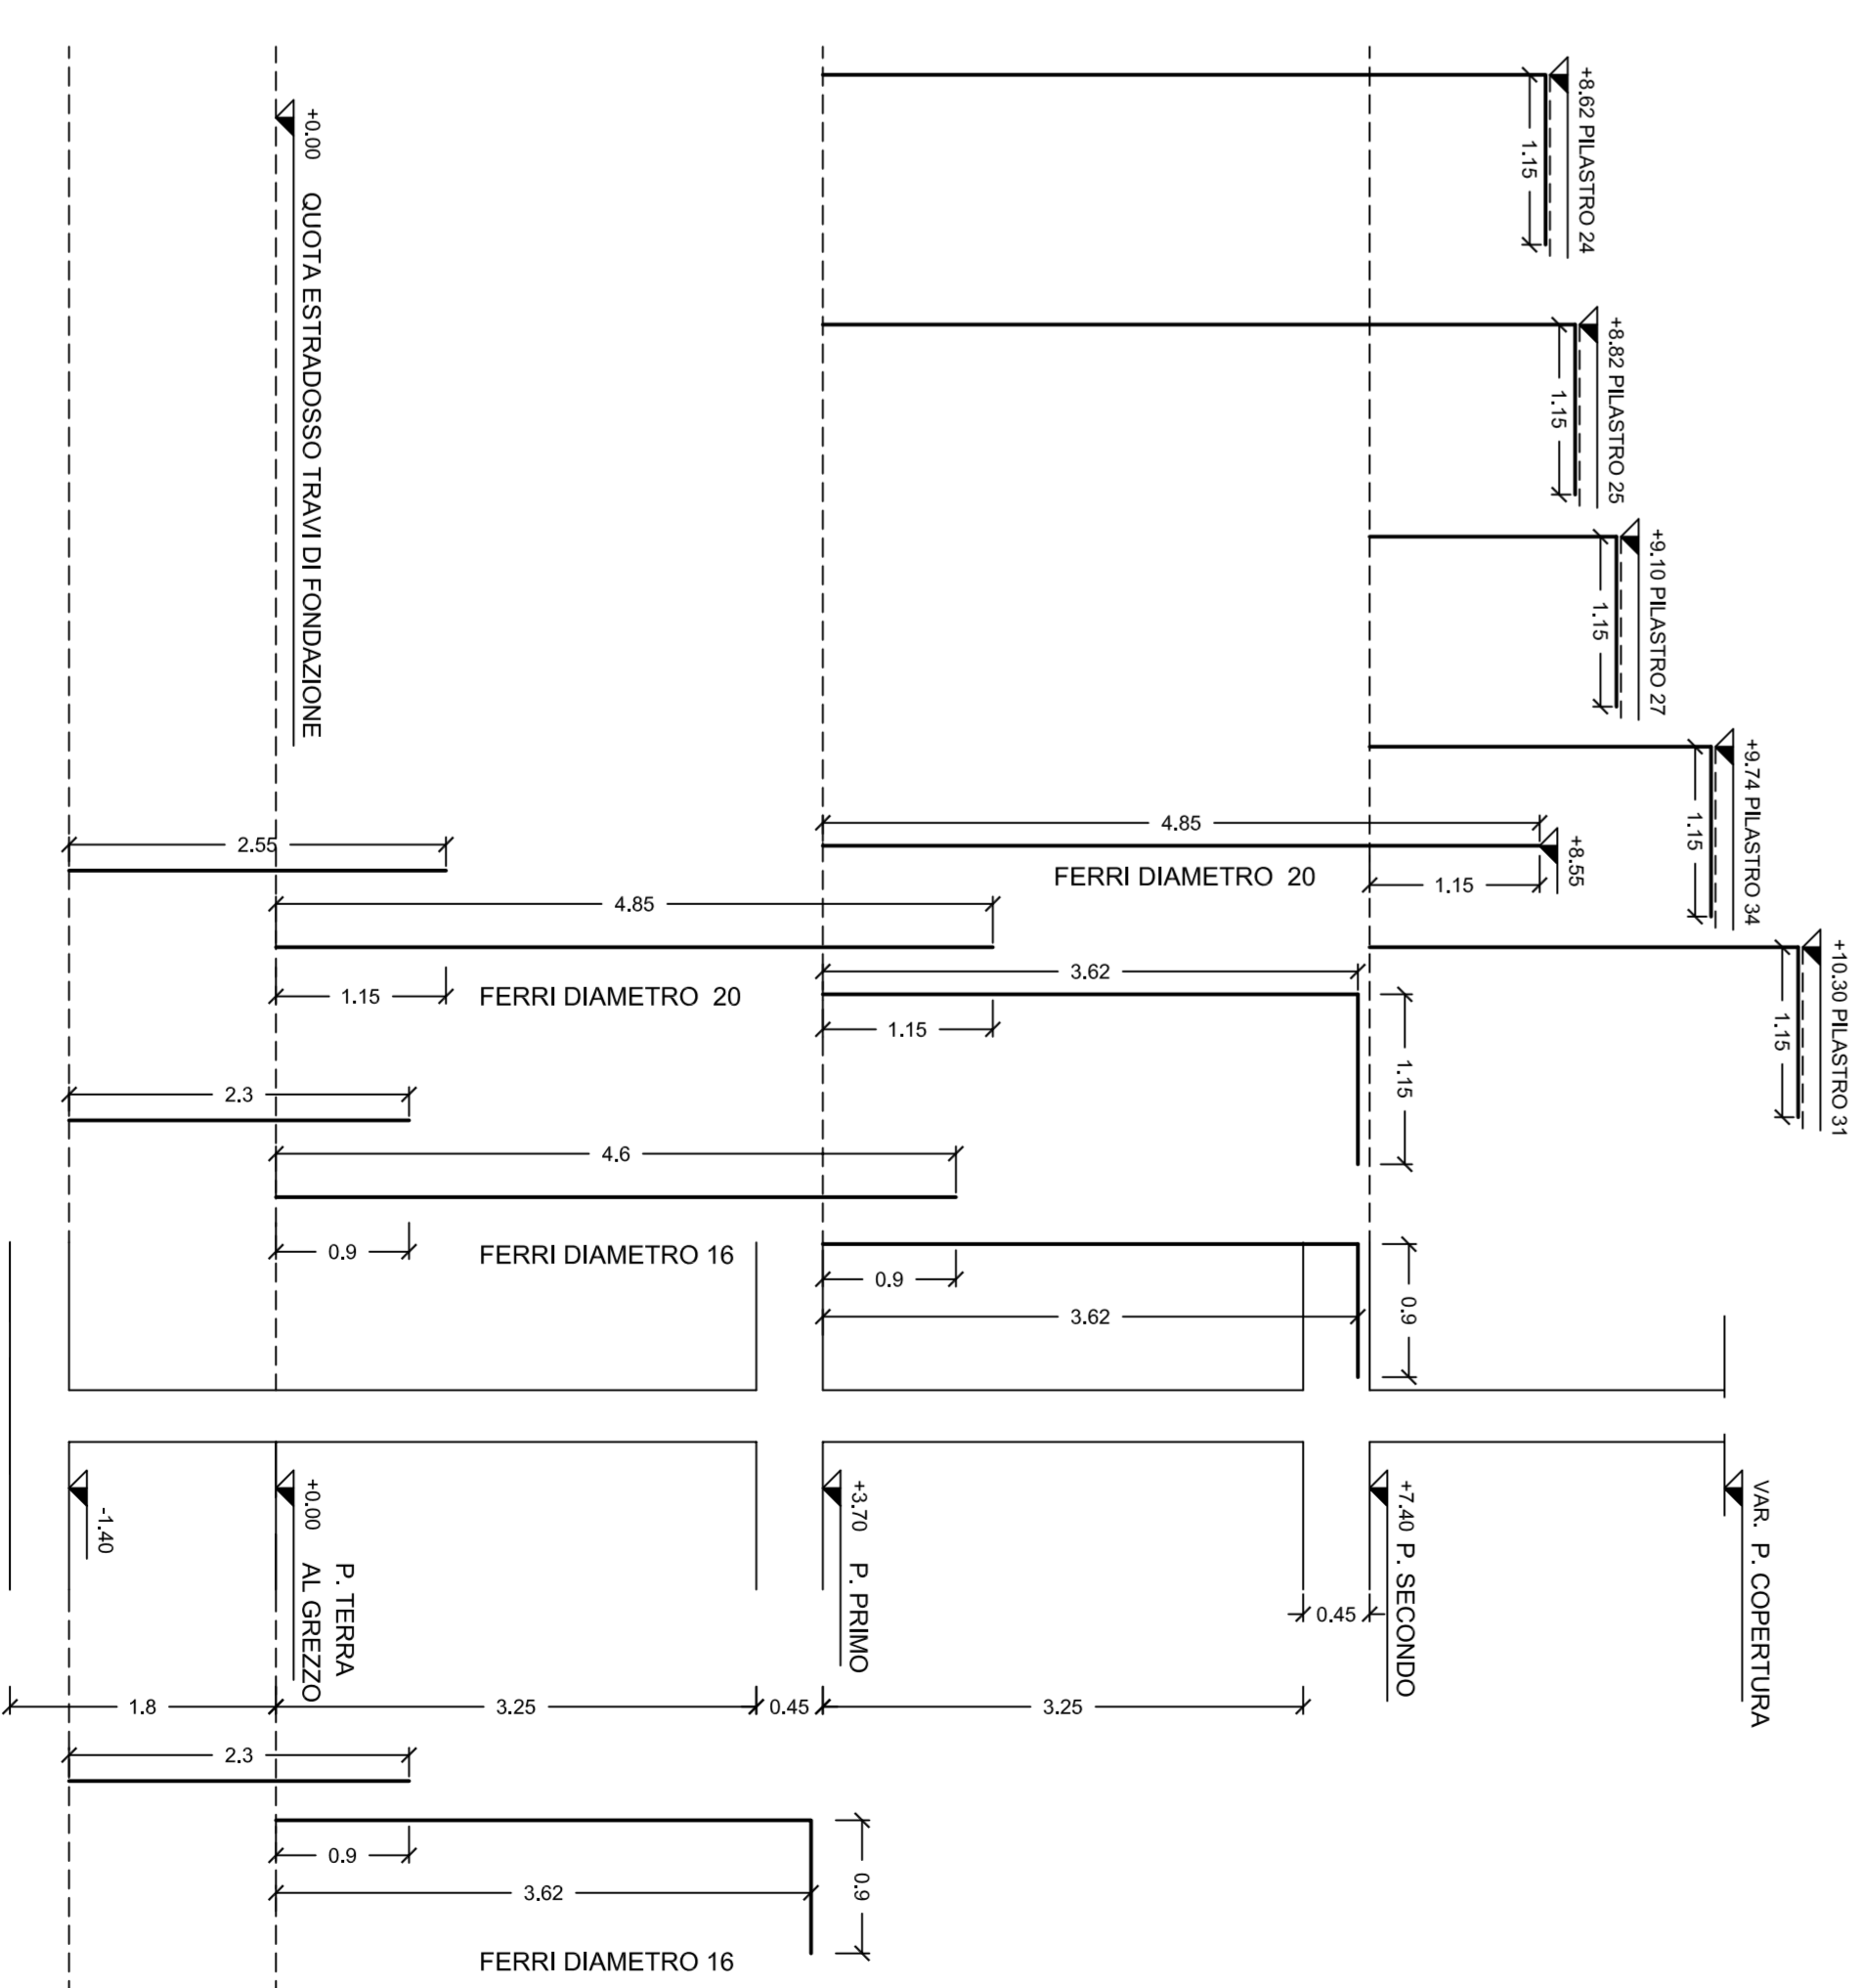 +8.62 PILASTRO 24
1.15
+8.82 PILASTRO 25
1.15
+9.10 PILASTRO 27
1.15
+9.74 PILASTRO 34
1.15
+10.30 PILASTRO 31
1.15
+0.00 QUOTA ESTRADOSSO TRAVI DI FONDAZIONE
4.85
+8.55
2.55
FERRI DIAMETRO 20
1.15
4.85
3.62
1.15
FERRI DIAMETRO 20
1.15
1.15
2.3
4.6
0.9
FERRI DIAMETRO 16
0.9
3.62
0.9
-1.40
+0.00
P. TERRA
AL GREZZO
+3.70 P. PRIMO
+7.40 P. SECONDO
VAR. P. COPERTURA
0.45
1.8
3.25
0.45
3.25
2.3
0.9
3.62
0.9
FERRI DIAMETRO 16